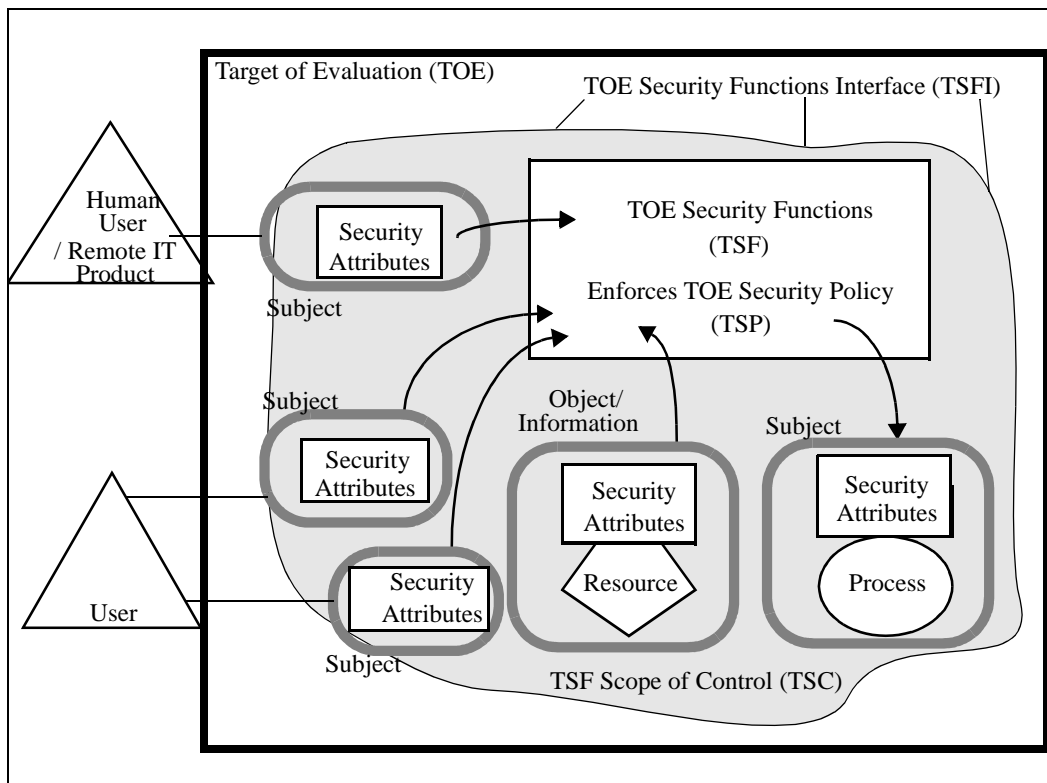 Target of Evaluation (TOE)
TOE Security Functions Interface (TSFI)
Human
User
/ Remote IT
Product
Security
Attributes
Subject
TOE Security Functions
(TSF)
Enforces TOE Security Policy
(TSP)
Subject
Security
Attributes
Object/
Information
Security
Attributes
Resource
Subject
Security
Attributes
Process
User
Security
Attributes
Subject
TSF Scope of Control (TSC)